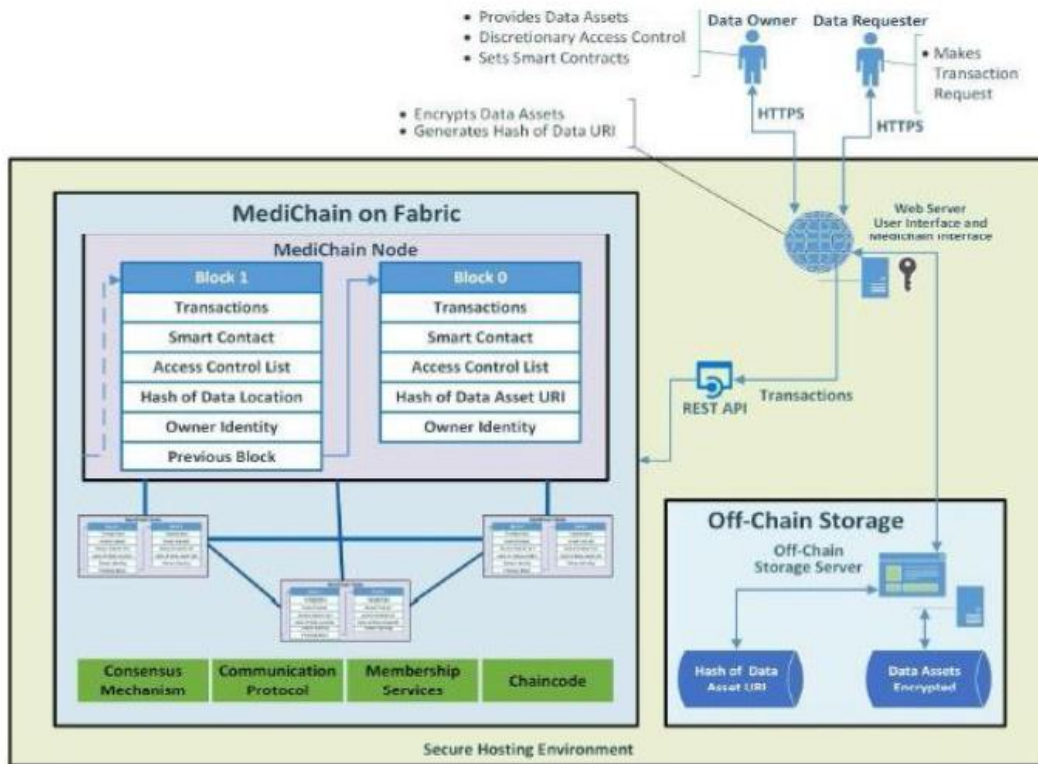 • Provides Data Assets
• Discretionary Access Control
• Sets Smart Contracts
Data Owner
Data Requester
• Makes
Transaction
Request
• Encrypts Data Assets
• Generates Hash of Data URI
HTTPS
HTTPS
MediChain on Fabric
MediChain Node
Block 1
Transactions
Smart Contact
Access Control List
Hash of Data Location
Owner Identity
Previous Block
Block 0
Transactions
Smart Contact
Access Control List
Hash of Data Asset URI
Owner Identity
Web Server
User Interface and
Medichain Interface
REST API
Transactions
Off-Chain Storage
Off-Chain
Storage Server
Hash of Data
Asset URI
Data Assets
Encrypted
Consensus
Mechanism
Communication
Protocol
Membership
Services
Chaincode
Secure Hosting Environment